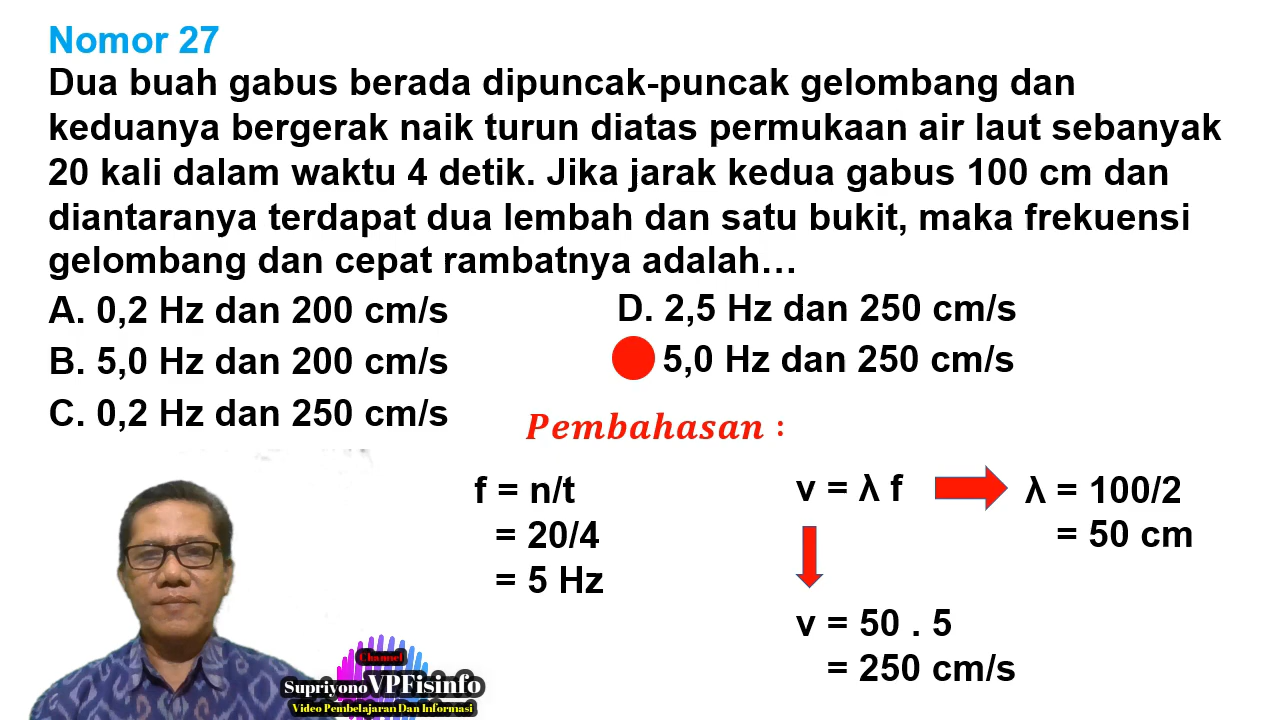 Nomor 27
Dua buah gabus berada dipuncak-puncak gelombang dan
keduanya bergerak naik turun diatas permukaan air laut sebanyak
20 kali dalam waktu 4 detik. Jika jarak kedua gabus 100 cm dan
diantaranya terdapat dua lembah dan satu bukit, maka frekuensi
gelombang dan cepat rambatnya adalah…
A. 0,2 Hz dan 200 cm/s
B. 5,0 Hz dan 200 cm/s
C. 0,2 Hz dan 250 cm/s
D. 2,5 Hz dan 250 cm/s
5,0 Hz dan 250 cm/s
Pembahasan :
f = n/t
= 20/4
= 5 Hz
v = λ f
λ = 100/2
= 50 cm
v = 50 . 5
= 250 cm/s
Channel
SupriyonoVPFisinfo
Video Pembelajaran Dan Informasi